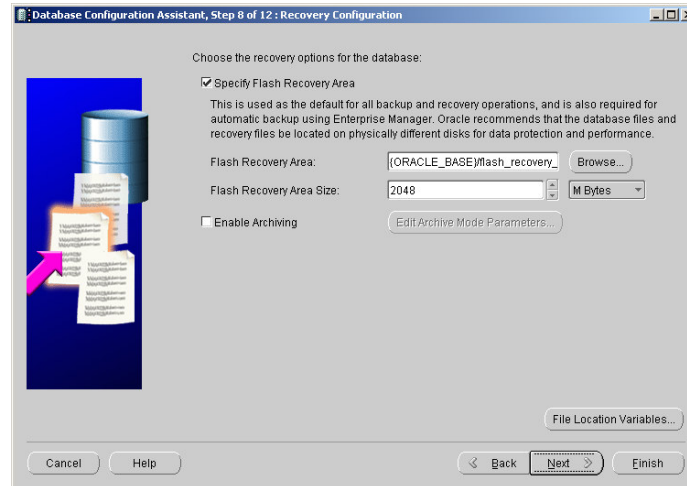 Database Configuration Assistant, Step 8 of 12 : Recovery Configuration
Choose the recovery options for the database:
Specify Flash Recovery Area
This is used as the default for all backup and recovery operations, and is also required for
automatic backup using Enterprise Manager. Oracle recommends that the database files and
recovery files be located on physically different disks for data protection and performance.
Flash Recovery Area: {ORACLE_BASE}/flash_recovery_ Browse...
Flash Recovery Area Size: 2048 M Bytes
Enable Archiving Edit Archive Mode Parameters...
File Location Variables...
Cancel Help Back Next Finish